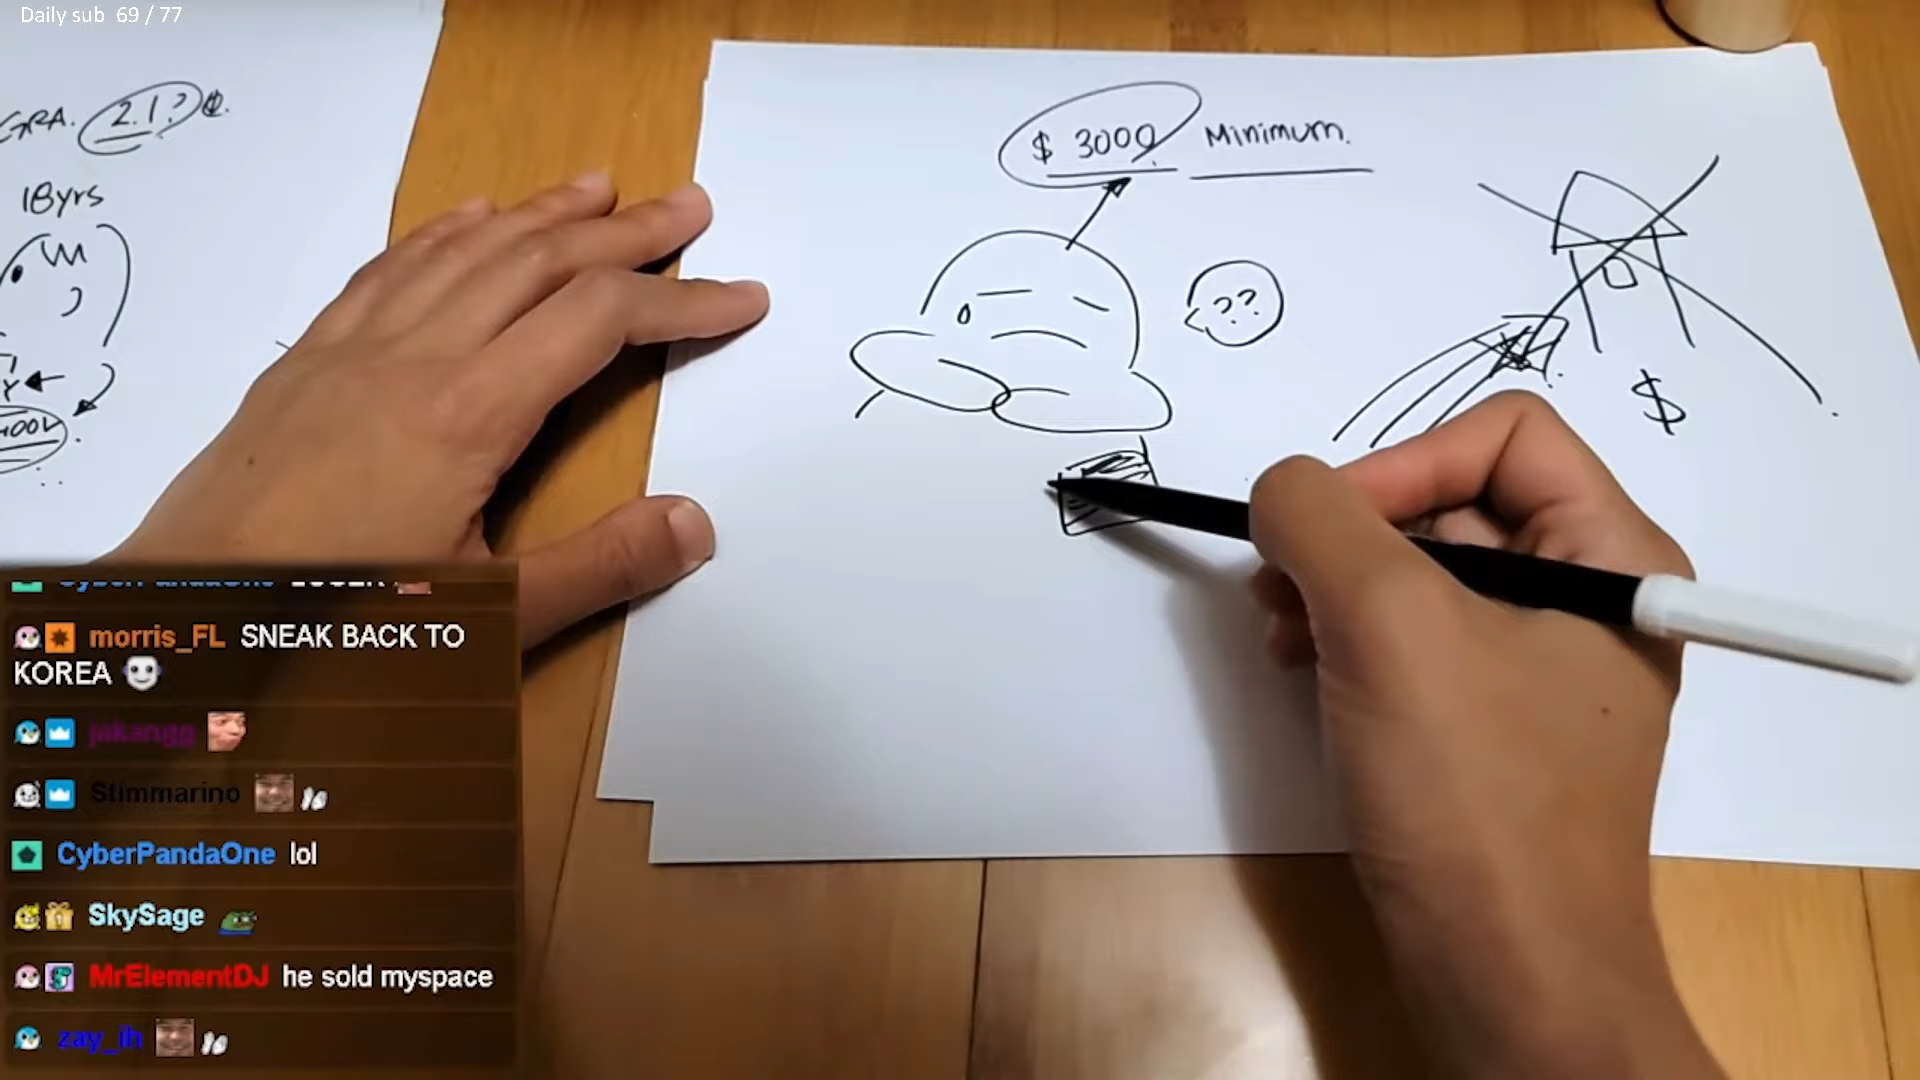 Daily sub 69 / 77
GRA. 2.1?
18yrs
$ 3000 Minimum.
??
$
morris_FL SNEAK BACK TO
KOREA
jakangg
Stimmarino
CyberPandaOne lol
SkySage
MrElementDJ he sold myspace
zay_ih